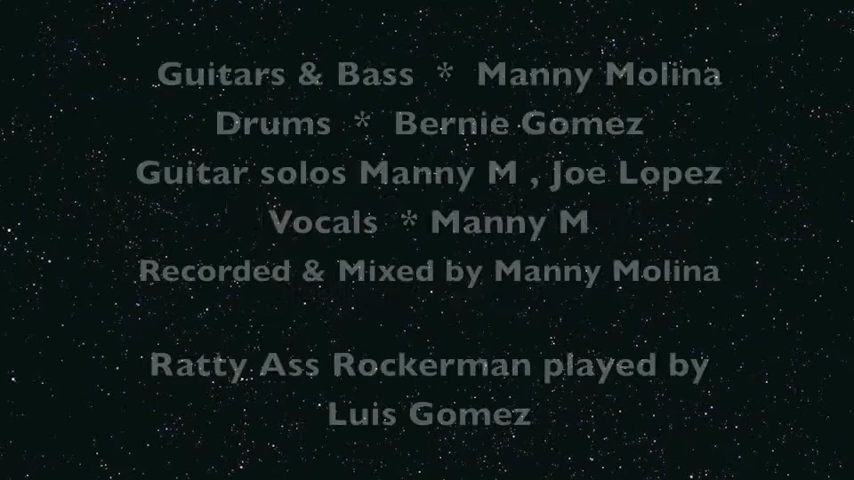 Guitars & Bass * Manny Molina
Drums * Bernie Gomez
Guitar solos Manny M , Joe Lopez
Vocals * Manny M
Recorded & Mixed by Manny Molina
Ratty Ass Rockerman played by
Luis Gomez